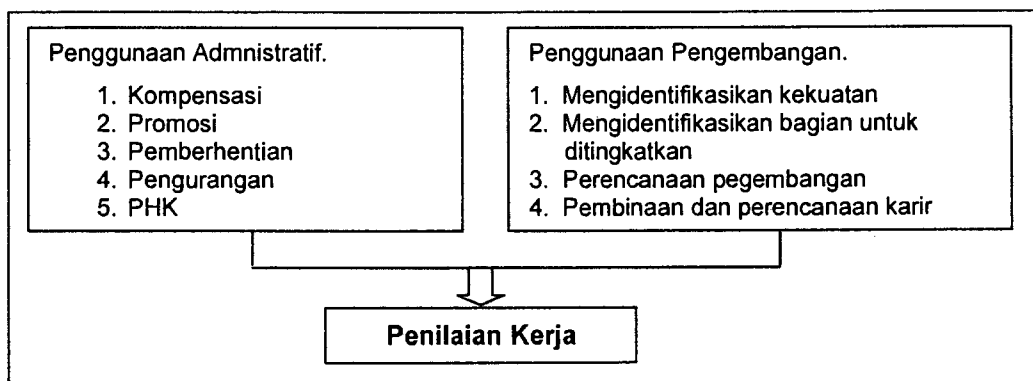 Penggunaan Admnistratif.
1. Kompensasi
2. Promosi
3. Pemberhentian
4. Pengurangan
5. PHK
Penggunaan Pengembangan.
1. Mengidentifikasikan kekuatan
2. Mengidentifikasikan bagian untuk
ditingkatkan
3. Perencanaan pegembangan
4. Pembinaan dan perencanaan karir
Penilaian Kerja